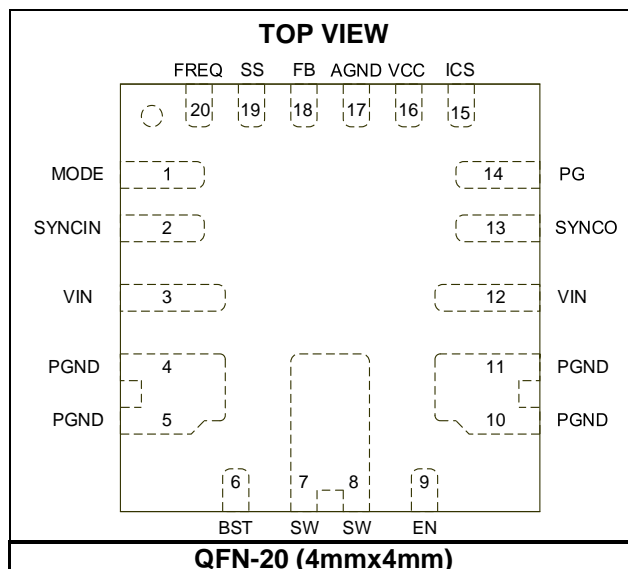 TOP VIEW
FREQ SS FB AGND VCC ICS
20 19 18 17 16 15
MODE 1 14 PG
SYNCIN 2 13 SYNCO
VIN 3 12 VIN
PGND 4 11 PGND
PGND 5 10 PGND
6 7 8 9
BST SW SW EN
QFN-20 (4mmx4mm)